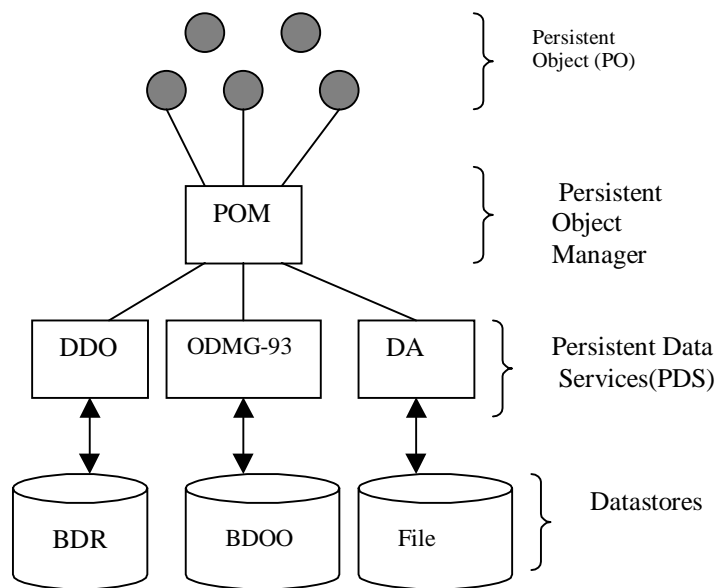 Persistent
Object (PO)
POM
Persistent
Object
Manager
DDO
ODMG-93
DA
Persistent Data
Services(PDS)
BDR
BDOO
File
Datastores